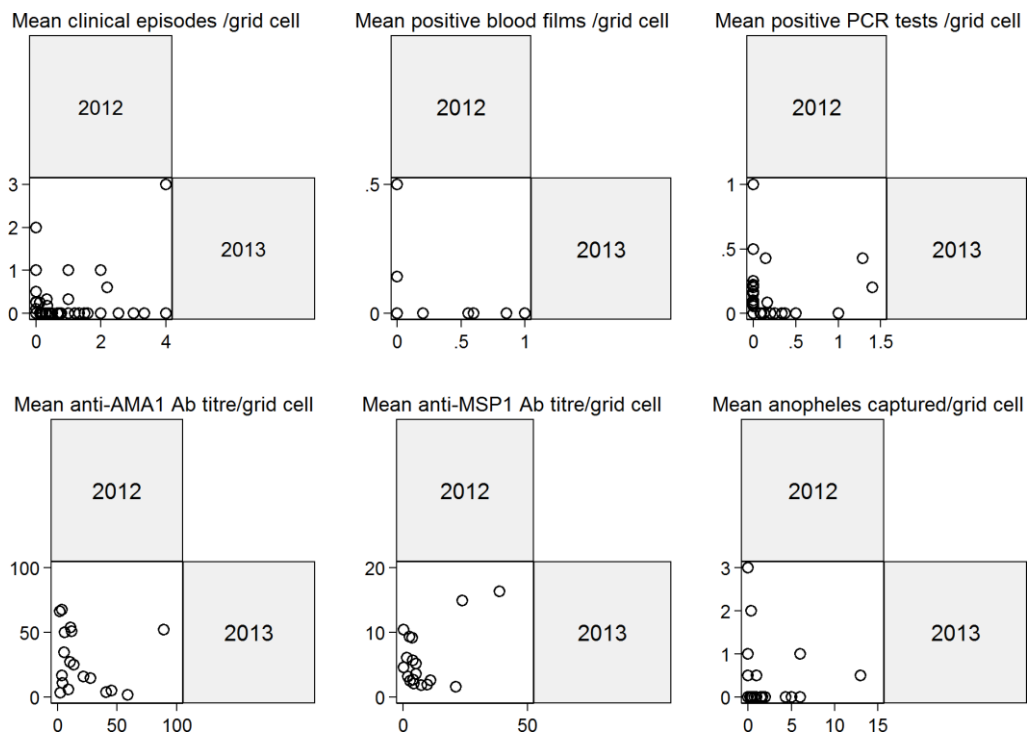 Mean clinical episodes /grid cell
Mean positive blood films /grid cell
Mean positive PCR tests /grid cell
2012
2012
2012
3
2
1
0
2013
0 2 4
.5
0
2013
0 .5 1
1
.5
0
2013
0 .5 1 1.5
Mean anti-AMA1 Ab titre/grid cell
Mean anti-MSP1 Ab titre/grid cell
Mean anopheles captured/grid cell
2012
2012
2012
100
50
0
2013
0 50 100
20
10
0
2013
0 50
3
2
1
0
2013
0 5 10 15